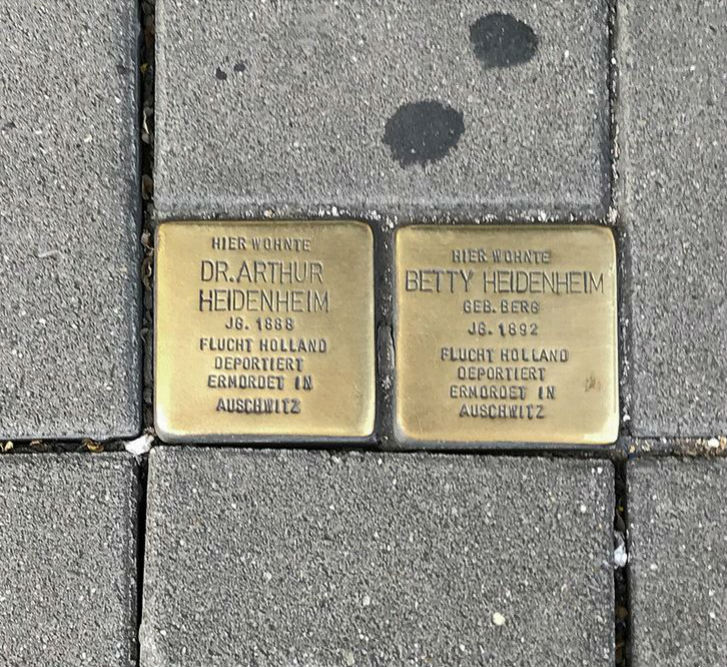 HIER WOHNTE
DR. ARTHUR
HEIDENHEIM
JG. 1888
FLUCHT HOLLAND
DEPORTIERT
ERMORDET IN
AUSCHWITZ
HIER WOHNTE
BETTY HEIDENHEIM
GEB. BERG
JG. 1892
FLUCHT HOLLAND
DEPORTIERT
ERMORDET IN
AUSCHWITZ